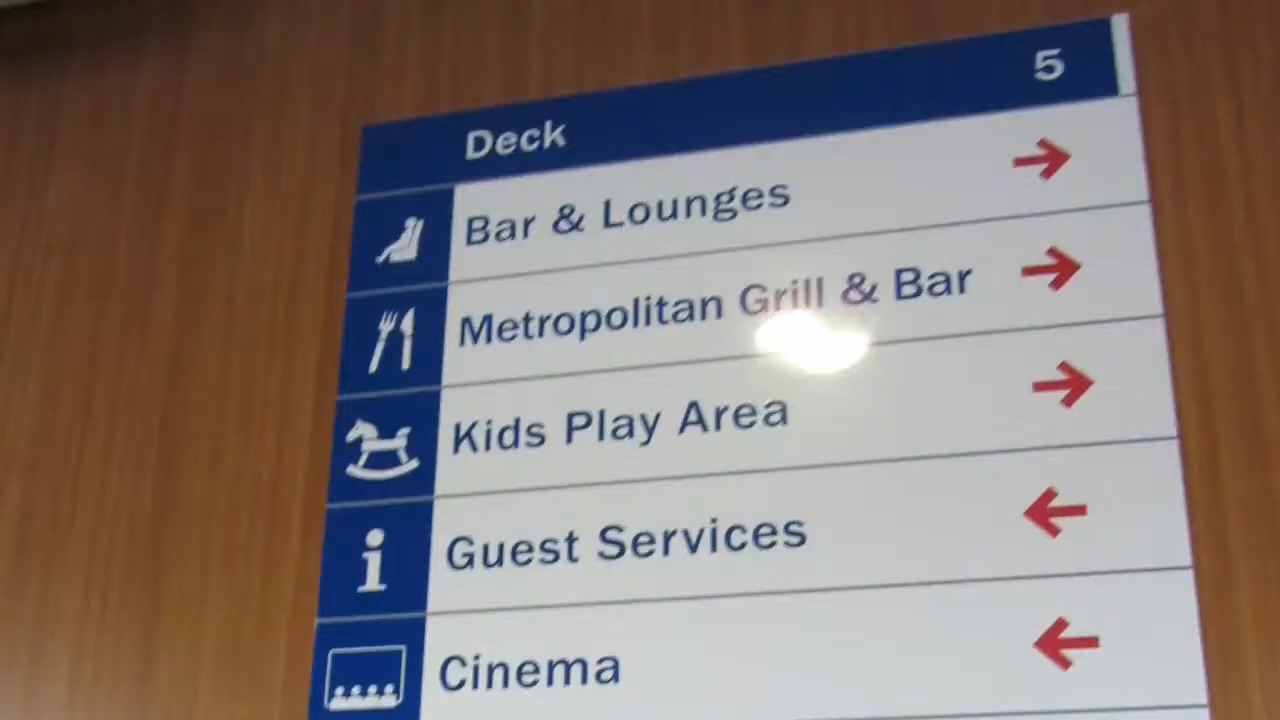 Deck 5
Bar & Lounges
Metropolitan Grill & Bar
Kids Play Area
Guest Services
Cinema